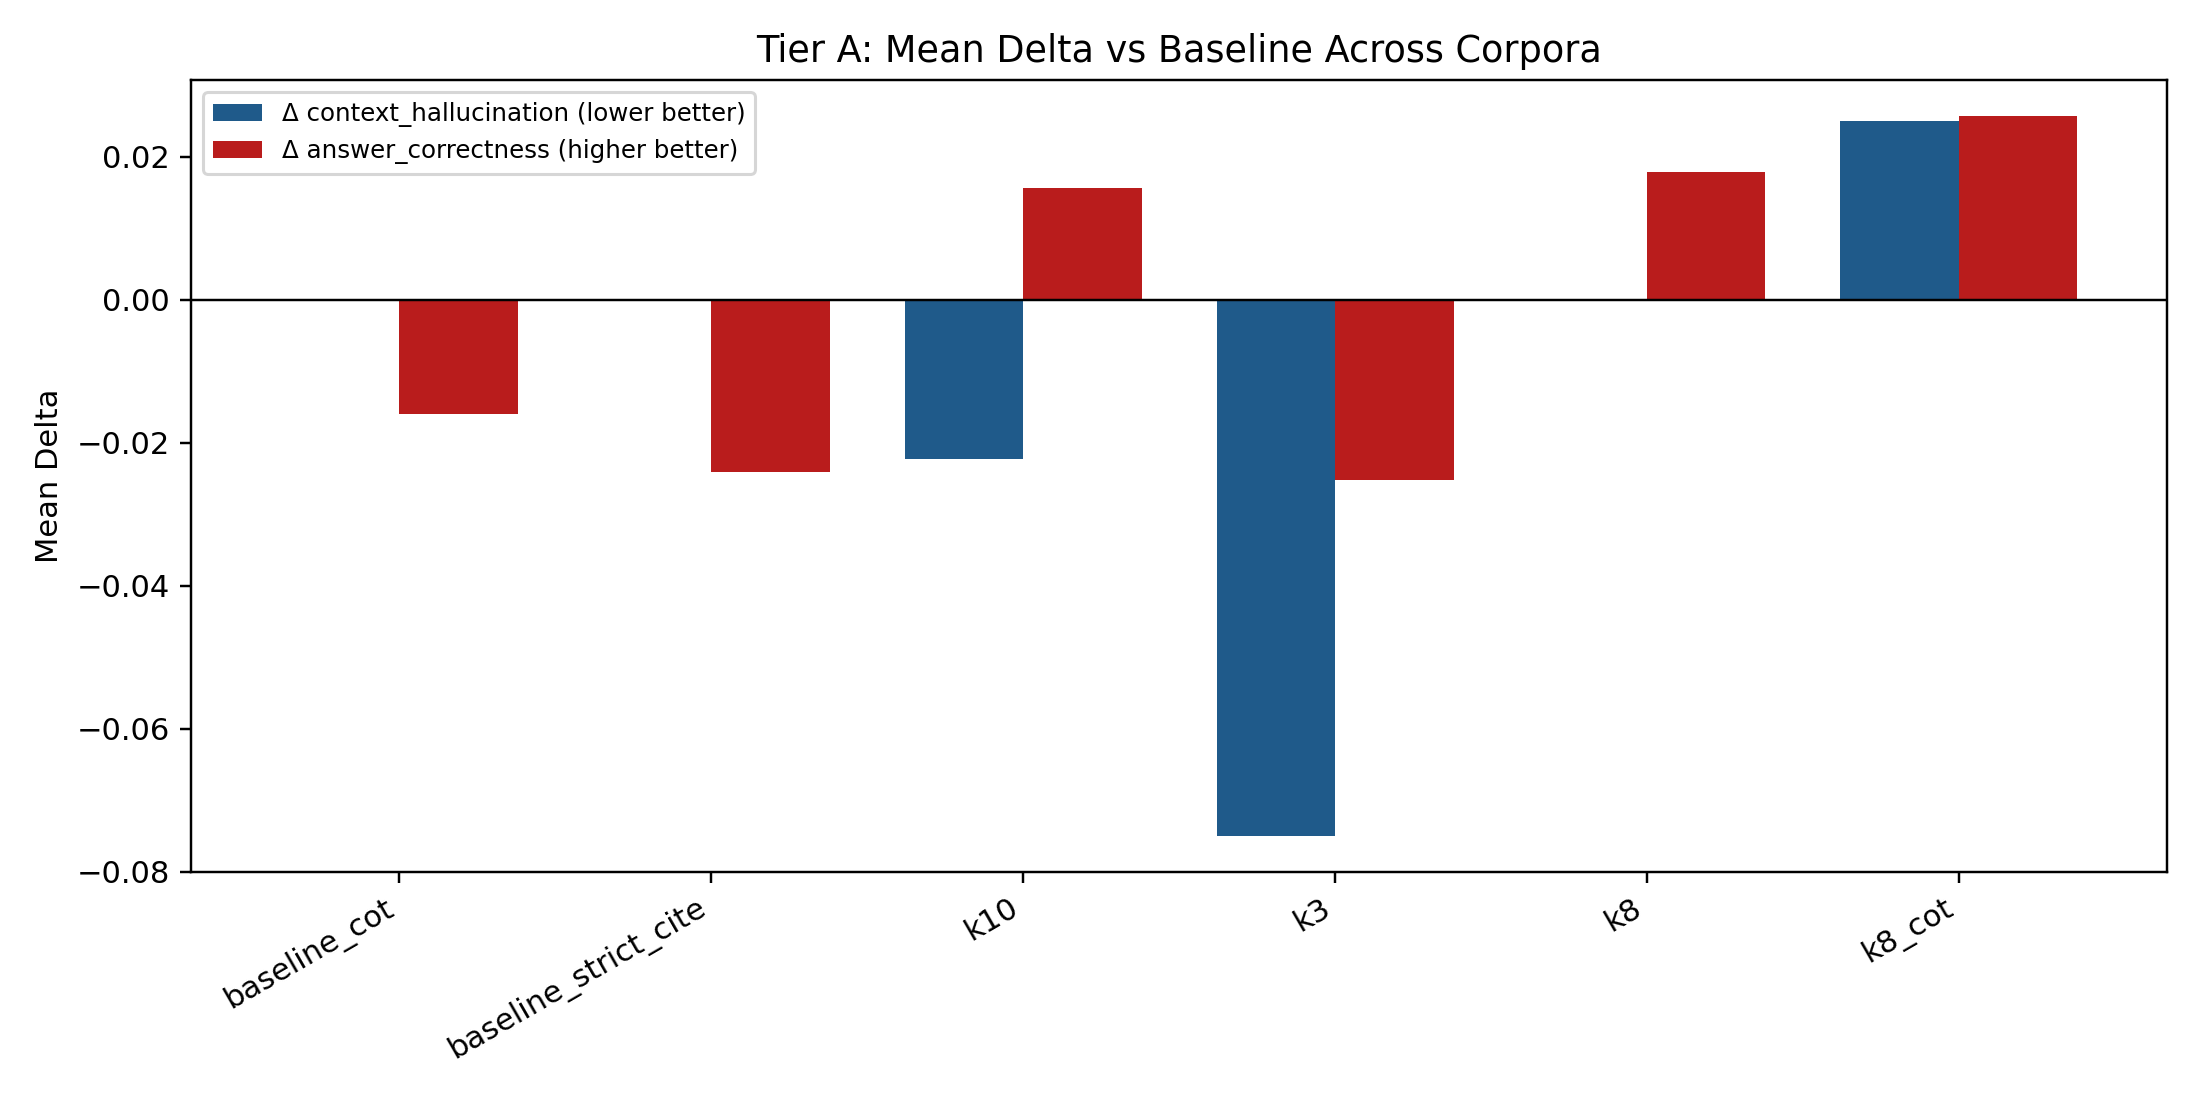 Tier A: Mean Delta vs Baseline Across Corpora
Δ context_hallucination (lower better)
Δ answer_correctness (higher better)
Mean Delta
0.02
0.00
−0.02
−0.04
−0.06
−0.08
baseline_cot
baseline_strict_cite
k10
k3
k8
k8_cot